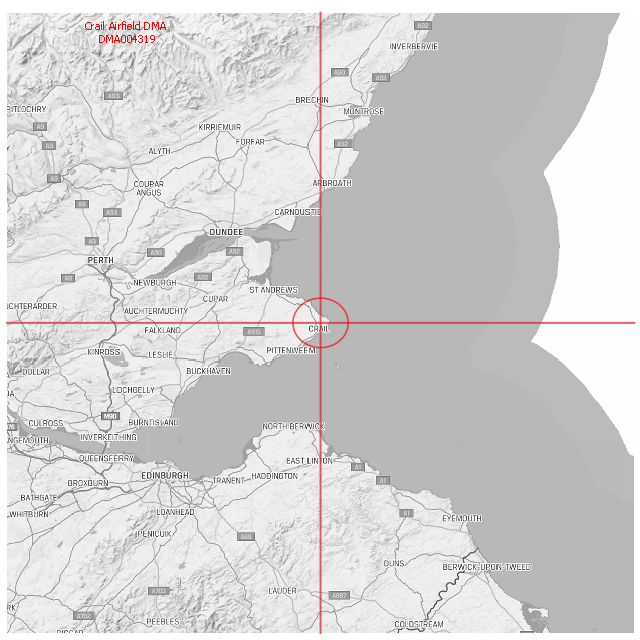 Crail Airfield DMA
DMA004319
A92
INVERBERVIE
A90
A92
A93
BRECHIN
PITLOCHRY
MONTROSE
A9
KIRRIEMUIR
FORFAR
A92
A9
ALYTH
A9
COUPAR
ANGUS
ARBROATH
A9
A93
CARNOUSTIE
DUNDEE
A9
A90
A92
PERTH
A9
A92
NEWBURGH
ST ANDREWS
CUPAR
UCHTERARDER
AUCHTERMUCHTY
FALKLAND
A915
CRAIL
KINROSS
LESLIE
PITTENWEEM
DOLLAR
BUCKHAVEN
LOCHGELLY
M90
CULROSS
BURNTISLAND
NORTH BERWICK
NGEMOUTH
INVERKEITHING
QUEENSFERRY
EAST LINTON
A1
EDINBURGH
HADDINGTON
BROXBURN
TRANENT
A1
BATHGATE
WHITBURN
LOANHEAD
A1
EYEMOUTH
PENICUIK
A68
DUNS
BERWICK-UPON-TWEED
A703
LAUDER
A697
RK
A702
PEEBLES
COLDSTREAM
BIGGAR